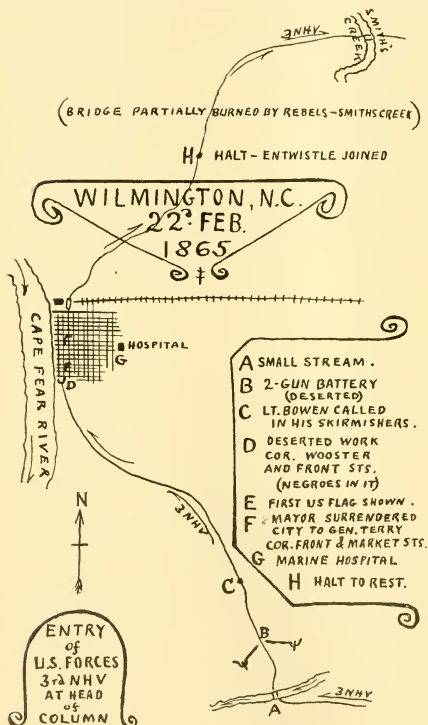 SMITH'S
CREEK
3NHV
(BRIDGE PARTIALLY BURNED BY REBELS-SMITHS CREEK)
H HALT-ENTWISTLE JOINED
WILMINGTON, N.C.
22D FEB.
1865
CAPE FEAR RIVER
F
HOSPITAL
G
E
D
A SMALL STREAM.
B 2-GUN BATTERY
(DESERTED)
C LT. BOWEN CALLED
IN HIS SKIRMISHERS.
D DESERTED WORK
COR. WOOSTER
AND FRONT STS.
(NEGROES IN IT)
E FIRST US FLAG SHOWN.
F MAYOR SURRENDERED
CITY TO GEN. TERRY
COR. FRONT & MARKET STS.
G MARINE HOSPITAL
H HALT TO REST.
N
3NHV
C
B
3NHV
A
ENTRY
of
U.S. FORCES
3rd NHV
AT HEAD
of
COLUMN